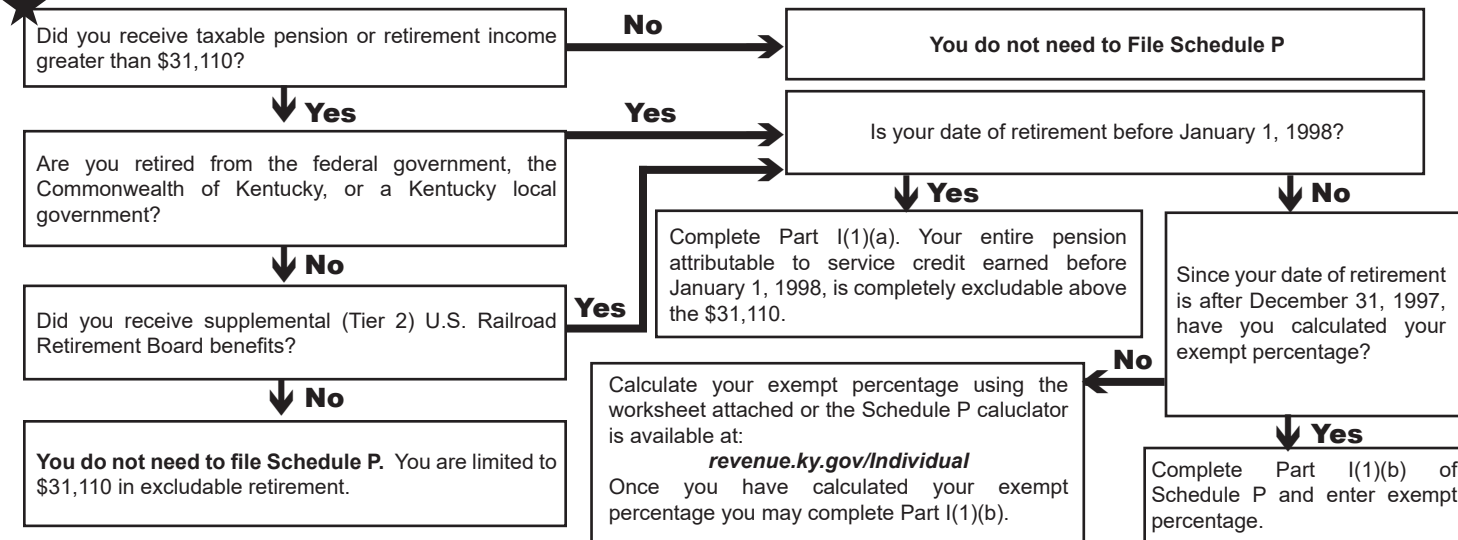 Did you receive taxable pension or retirement income
greater than $31,110?
No
You do not need to File Schedule P
Yes
Are you retired from the federal government, the
Commonwealth of Kentucky, or a Kentucky local
government?
Yes
Is your date of retirement before January 1, 1998?
Yes
No
Complete Part I(1)(a). Your entire pension
attributable to service credit earned before
January 1, 1998, is completely excludable above
the $31,110.
Since your date of retirement
is after December 31, 1997,
have you calculated your
exempt percentage?
No
Did you receive supplemental (Tier 2) U.S. Railroad
Retirement Board benefits?
Yes
No
Calculate your exempt percentage using the
worksheet attached or the Schedule P caluclator
is available at:
revenue.ky.gov/Individual
Once you have calculated your exempt
percentage you may complete Part I(1)(b).
No
Yes
Complete Part I(1)(b) of
Schedule P and enter exempt
percentage.
You do not need to file Schedule P. You are limited to
$31,110 in excludable retirement.